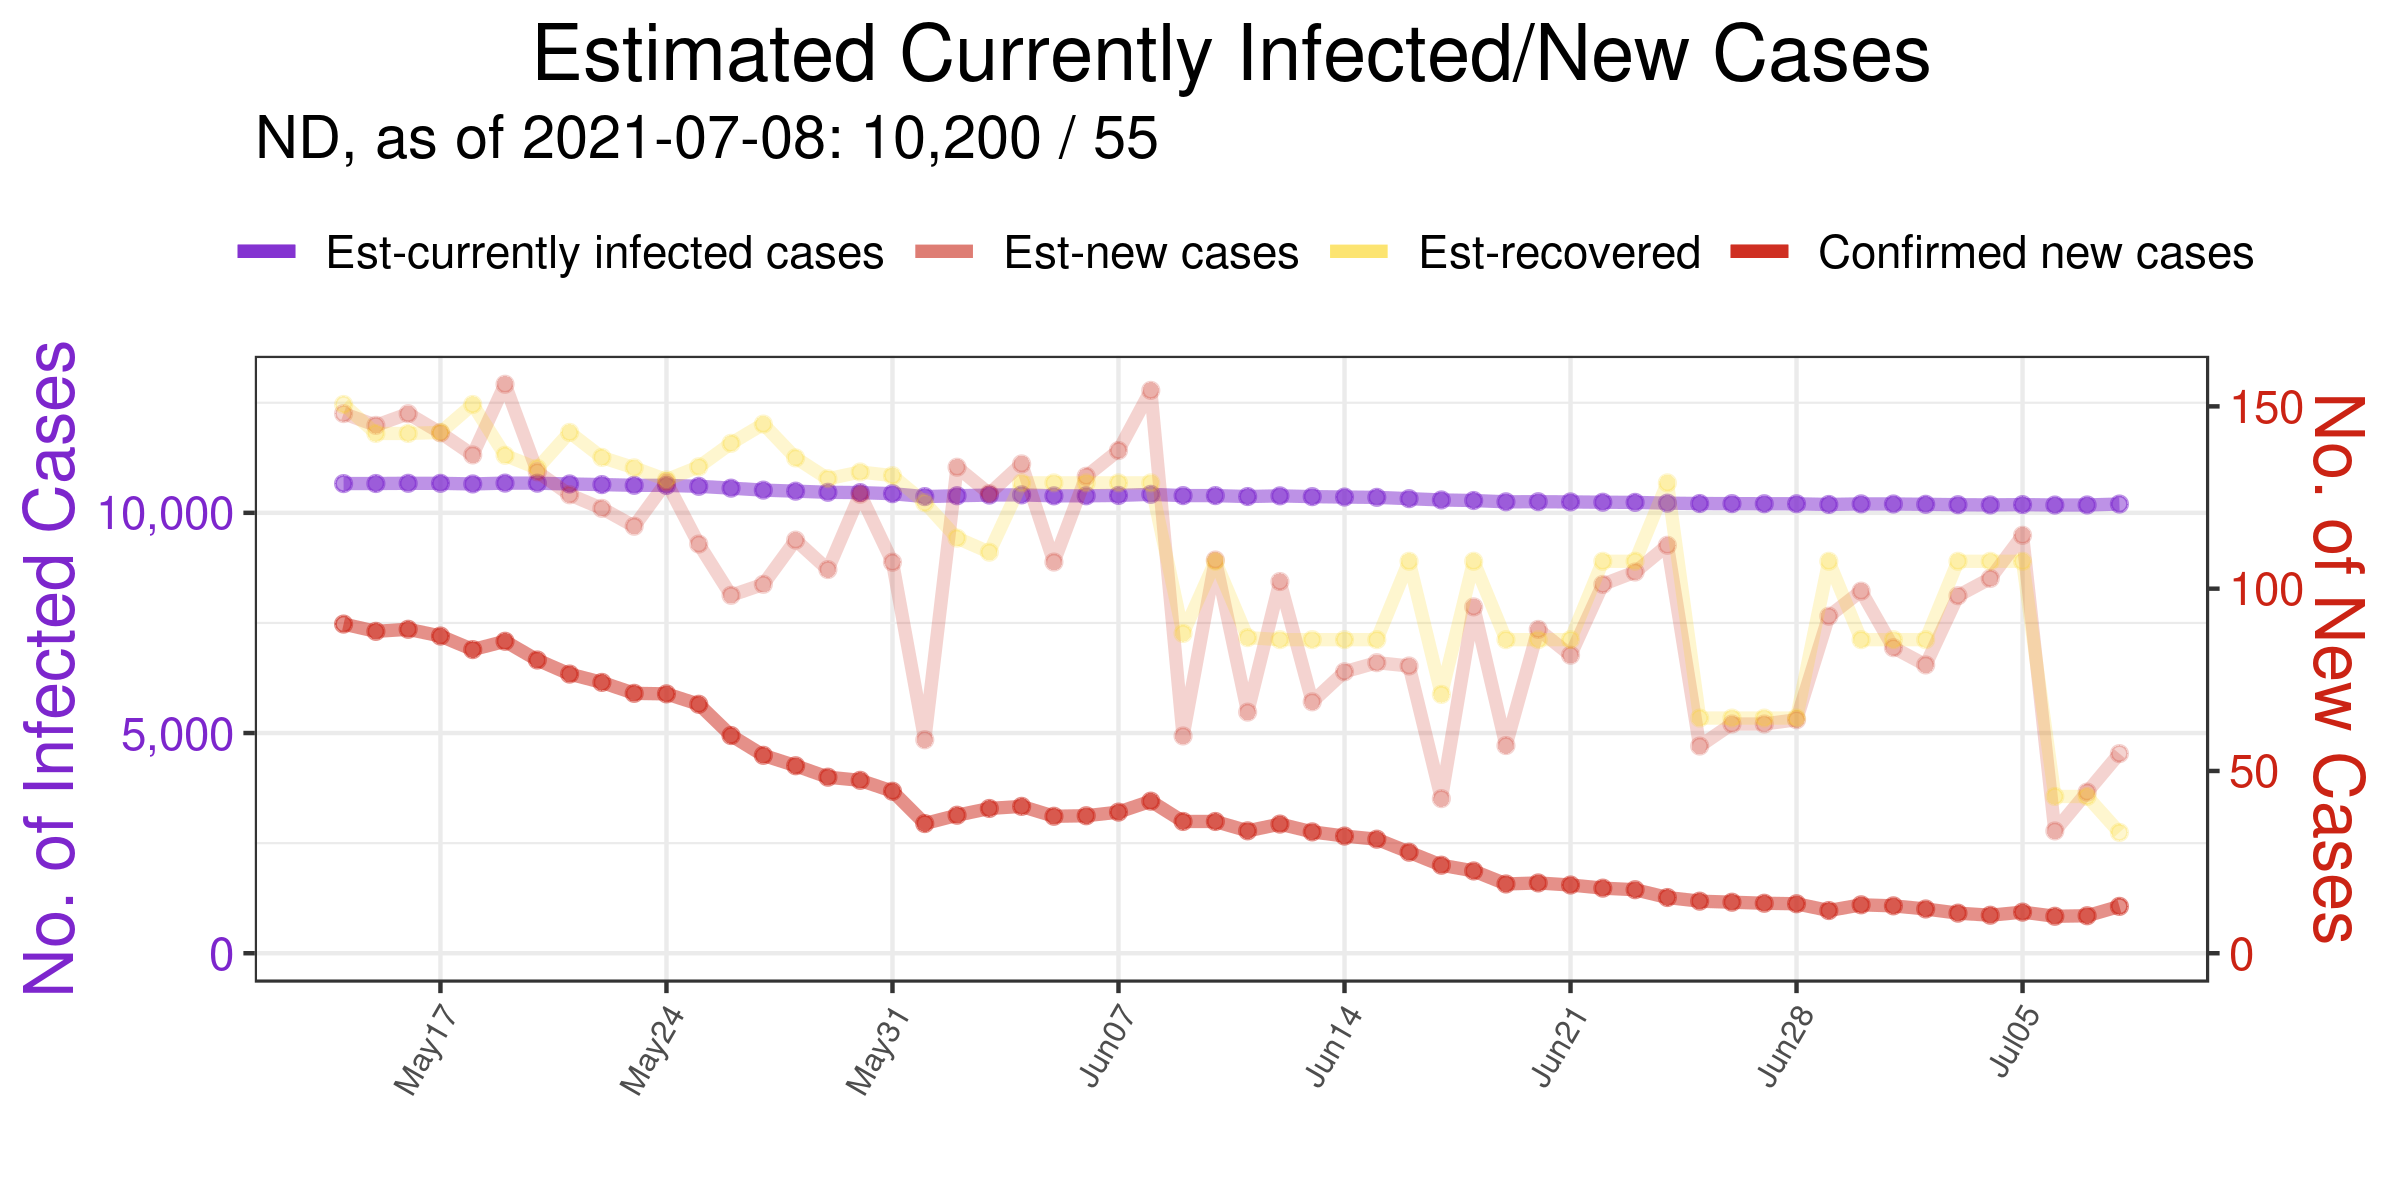 Estimated Currently Infected/New Cases
ND, as of 2021-07-08: 10,200 / 55
Est-currently infected cases Est-new cases Est-recovered Confirmed new cases
No. of Infected Cases
10,000
5,000
0
150
100
50
0
No. of New Cases
May17 May24 May31 Jun07 Jun14 Jun21 Jun28 Jul05